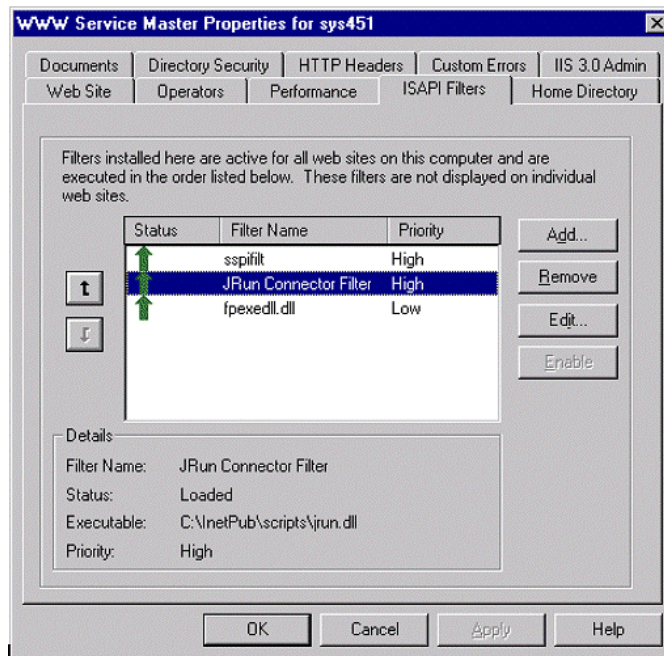 WWW Service Master Properties for sys451
Documents Directory Security HTTP Headers Custom Errors IIS 3.0 Admin
Web Site Operators Performance ISAPI Filters Home Directory
Filters installed here are active for all web sites on this computer and are
executed in the order listed below. These filters are not displayed on individual
web sites.
Status Filter Name Priority
sspifilt High
JRun Connector Filter High
fpexedll.dll Low
Add...
Remove
Edit...
Enable
Details
Filter Name: JRun Connector Filter
Status: Loaded
Executable: C:\InetPub\scripts\jrun.dll
Priority: High
OK Cancel Apply Help